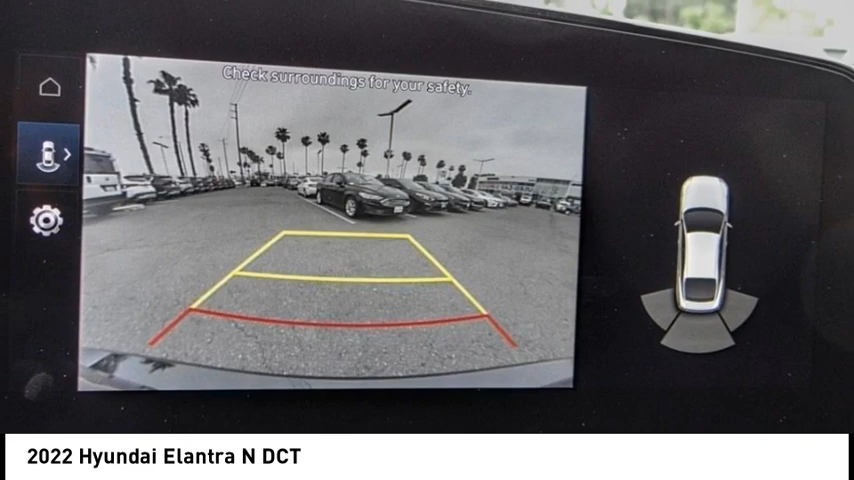 Check surroundings for your safety.
2022 Hyundai Elantra N DCT